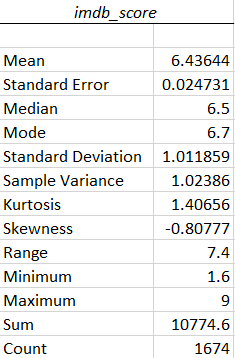 imdb_score
Mean 6.43644
Standard Error 0.024731
Median 6.5
Mode 6.7
Standard Deviation 1.011859
Sample Variance 1.02386
Kurtosis 1.40656
Skewness -0.80777
Range 7.4
Minimum 1.6
Maximum 9
Sum 10774.6
Count 1674